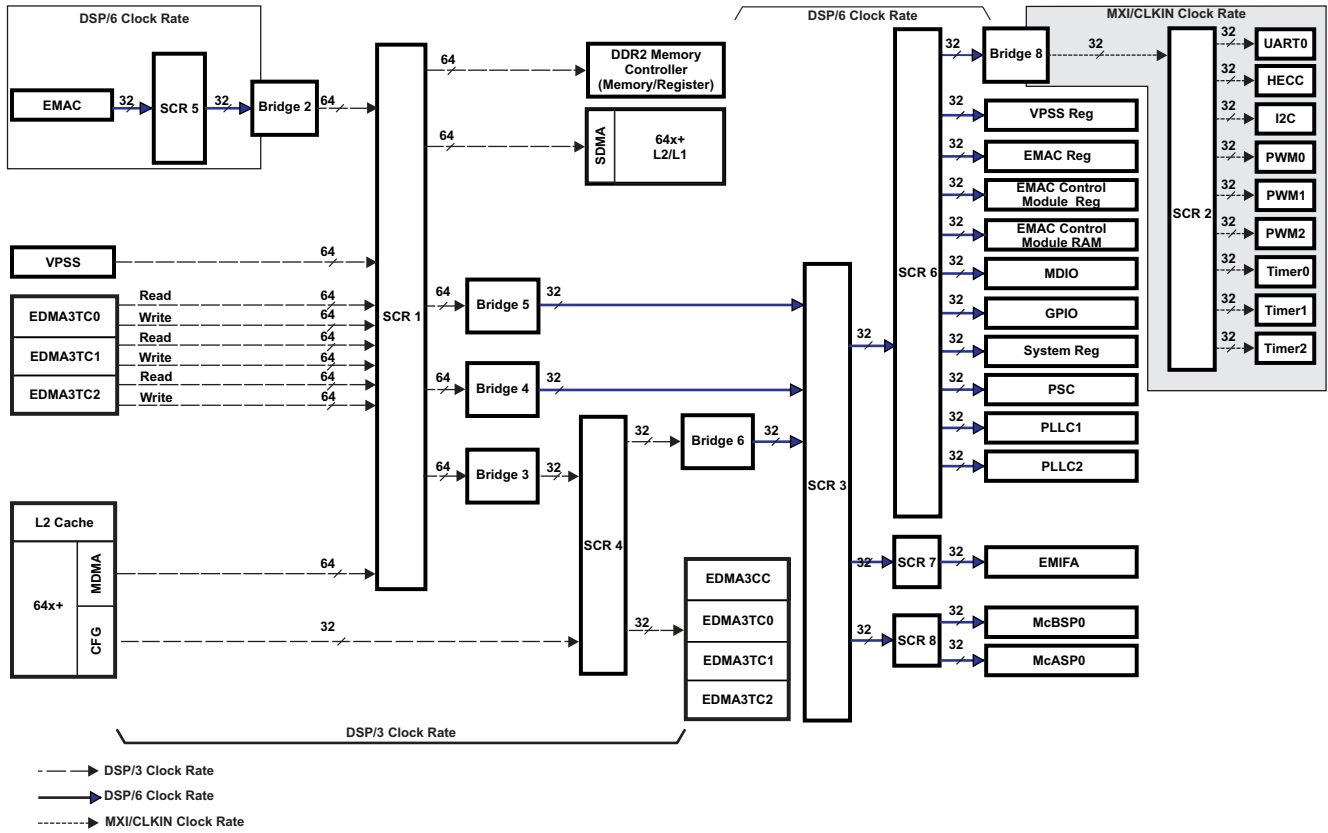 DSP/6 Clock Rate
EMAC
32
SCR 5
32
Bridge 2
64
VPSS
64
EDMA3TC0
EDMA3TC1
EDMA3TC2
Read
64
Write
64
Read
64
Write
64
Read
64
Write
64
L2 Cache
64x+
MDMA
CFG
64
32
SCR 1
64
DDR2 Memory
Controller
(Memory/Register)
64
SDMA
64x+
L2/L1
64
Bridge 5
32
64
Bridge 4
32
64
Bridge 3
32
SCR 4
32
Bridge 6
32
32
EDMA3CC
EDMA3TC0
EDMA3TC1
EDMA3TC2
SCR 3
DSP/6 Clock Rate
32
SCR 6
32
Bridge 8
32
32
VPSS Reg
32
EMAC Reg
32
EMAC Control
Module Reg
32
EMAC Control
Module RAM
32
MDIO
32
GPIO
32
System Reg
32
PSC
32
PLLC1
32
PLLC2
32
SCR 7
32
EMIFA
32
SCR 8
32
McBSP0
32
McASP0
MXI/CLKIN Clock Rate
SCR 2
32
UART0
32
HECC
32
I2C
32
PWM0
32
PWM1
32
PWM2
32
Timer0
32
Timer1
32
Timer2
DSP/3 Clock Rate
DSP/3 Clock Rate
DSP/6 Clock Rate
MXI/CLKIN Clock Rate